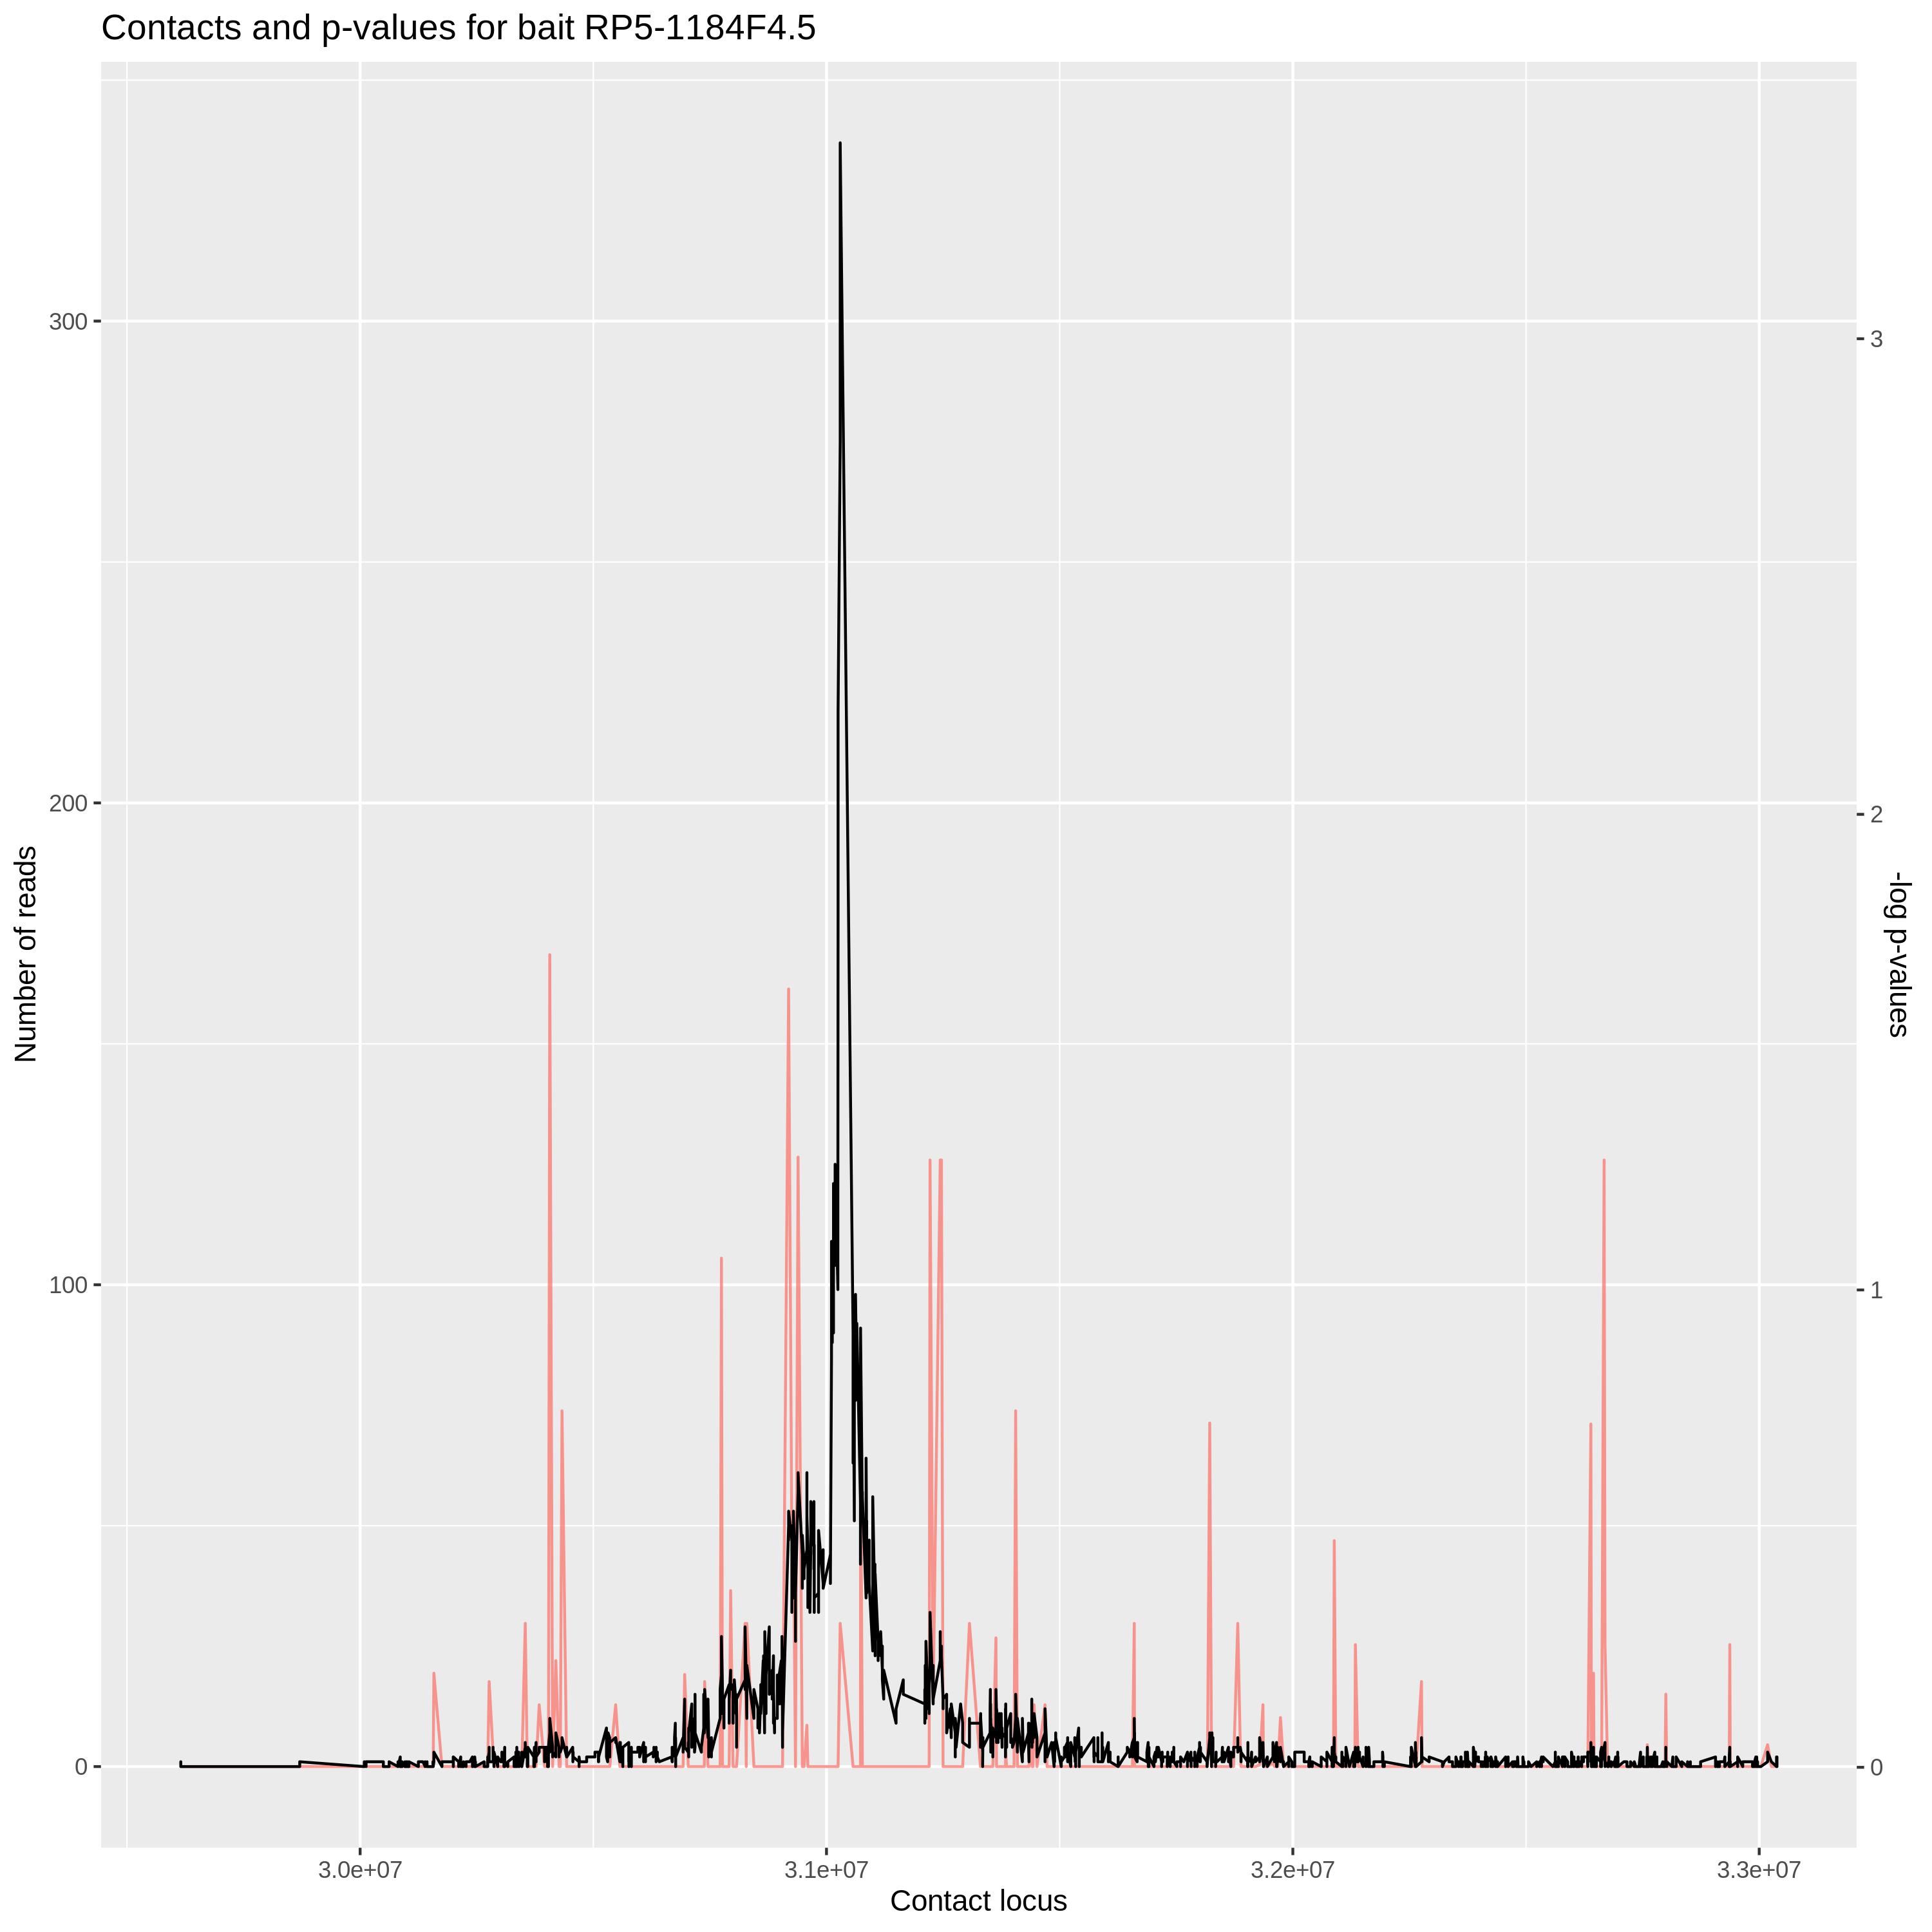 Contacts and p-values for bait RP5-1184F4.5
Number of reads
300
200
100
0
3
2
1
0
-log p-values
3.0e+07
3.1e+07
3.2e+07
3.3e+07
Contact locus